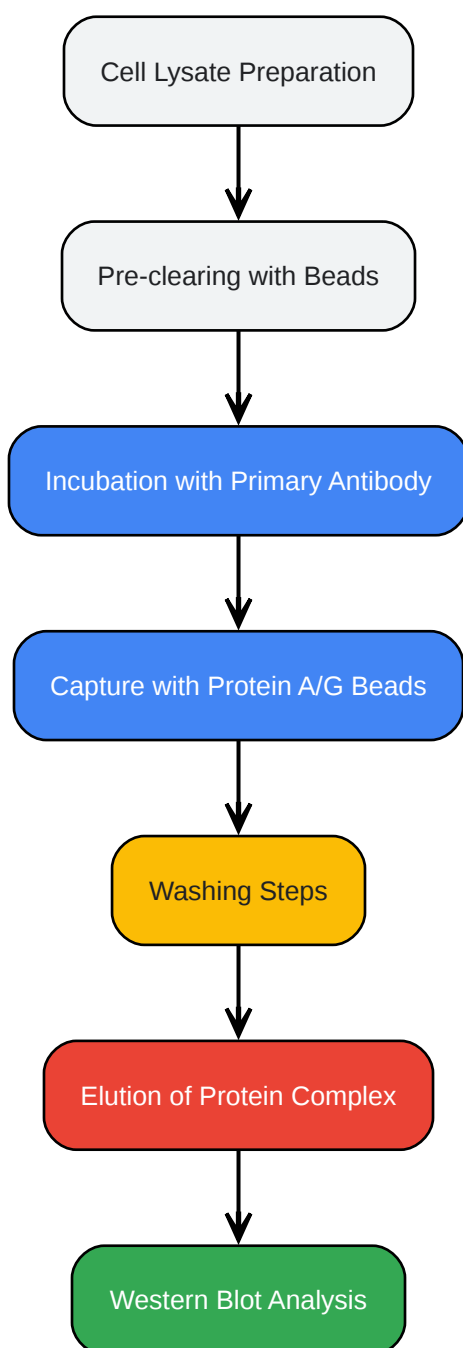 Cell Lysate Preparation
Pre-clearing with Beads
Incubation with Primary Antibody
Capture with Protein A/G Beads
Washing Steps
Elution of Protein Complex
Western Blot Analysis